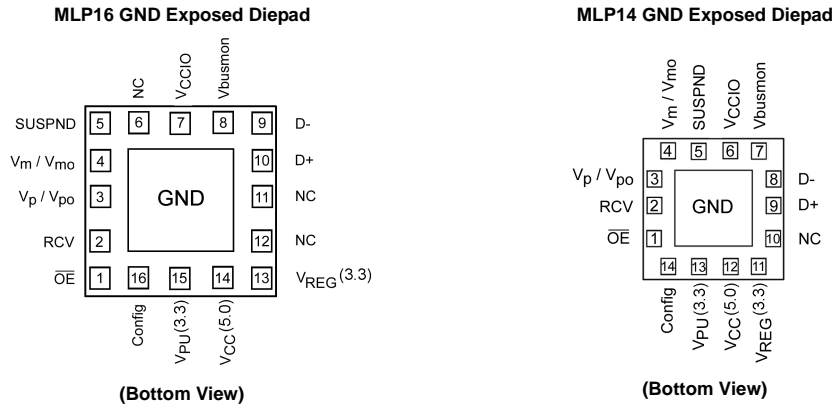 MLP16 GND Exposed Diepad
NC
VCCIO
Vbusmon
SUSPND 5 6 7 8 9 D-
Vm / Vmo 4 10 D+
Vp / Vpo 3 GND 11 NC
RCV 2 12 NC
OE 1 16 15 14 13 VREG(3.3)
Config
VPU(3.3)
VCC(5.0)
(Bottom View)
MLP14 GND Exposed Diepad
Vm / Vmo
SUSPND
VCCIO
Vbusmon
4 5 6 7
Vp / Vpo 3 8 D-
RCV 2 GND 9 D+
OE 1 10 NC
14 13 12 11
Config
VPU(3.3)
VCC(5.0)
VREG(3.3)
(Bottom View)